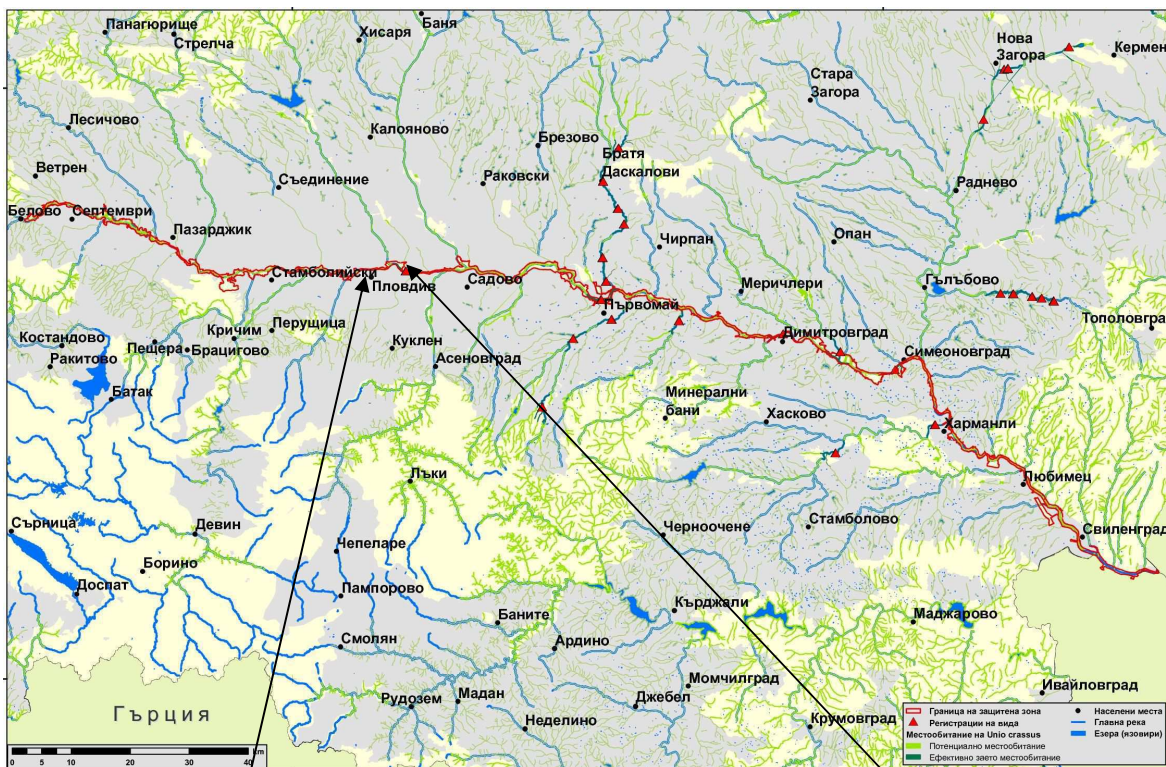 Панагюрище
Стрелча
Баня
Хисаря
Нова
Загора
Кермен
Стара
Загора
Лесичово
Калояново
Брезово
Братя
Даскалови
Ветрен
Съединение
Раковски
Раднево
Белово
Септември
Пазарджик
Чирпан
Опан
Стамболийски
Пловдив
Садово
Меричлери
Гълъбово
Първомай
Тополовгра
Костандово
Ракитово
Пещера
Кричим
Брацигово
Перущица
Куклен
Асеновград
Димитровград
Симеоновград
Батак
Минерални
бани
Хасково
Харманли
Лъки
Любимец
Сърница
Девин
Чепеларе
Черноочене
Стамболово
Свиленград
Борино
Доспат
Пампорово
Баните
Кърджали
Маджарово
Смолян
Ардино
Момчилград
Ивайловград
Гърция
Рудозем
Мадан
Неделино
Джебел
Крумовград
Граница на защитена зона
Регистрации на вида
Местообитание на Unio crassus
Потенциално местообитание
Ефективно заето местообитание
Населени места
Главна река
Езера (язовири)
0 5 10 20 30 40 km